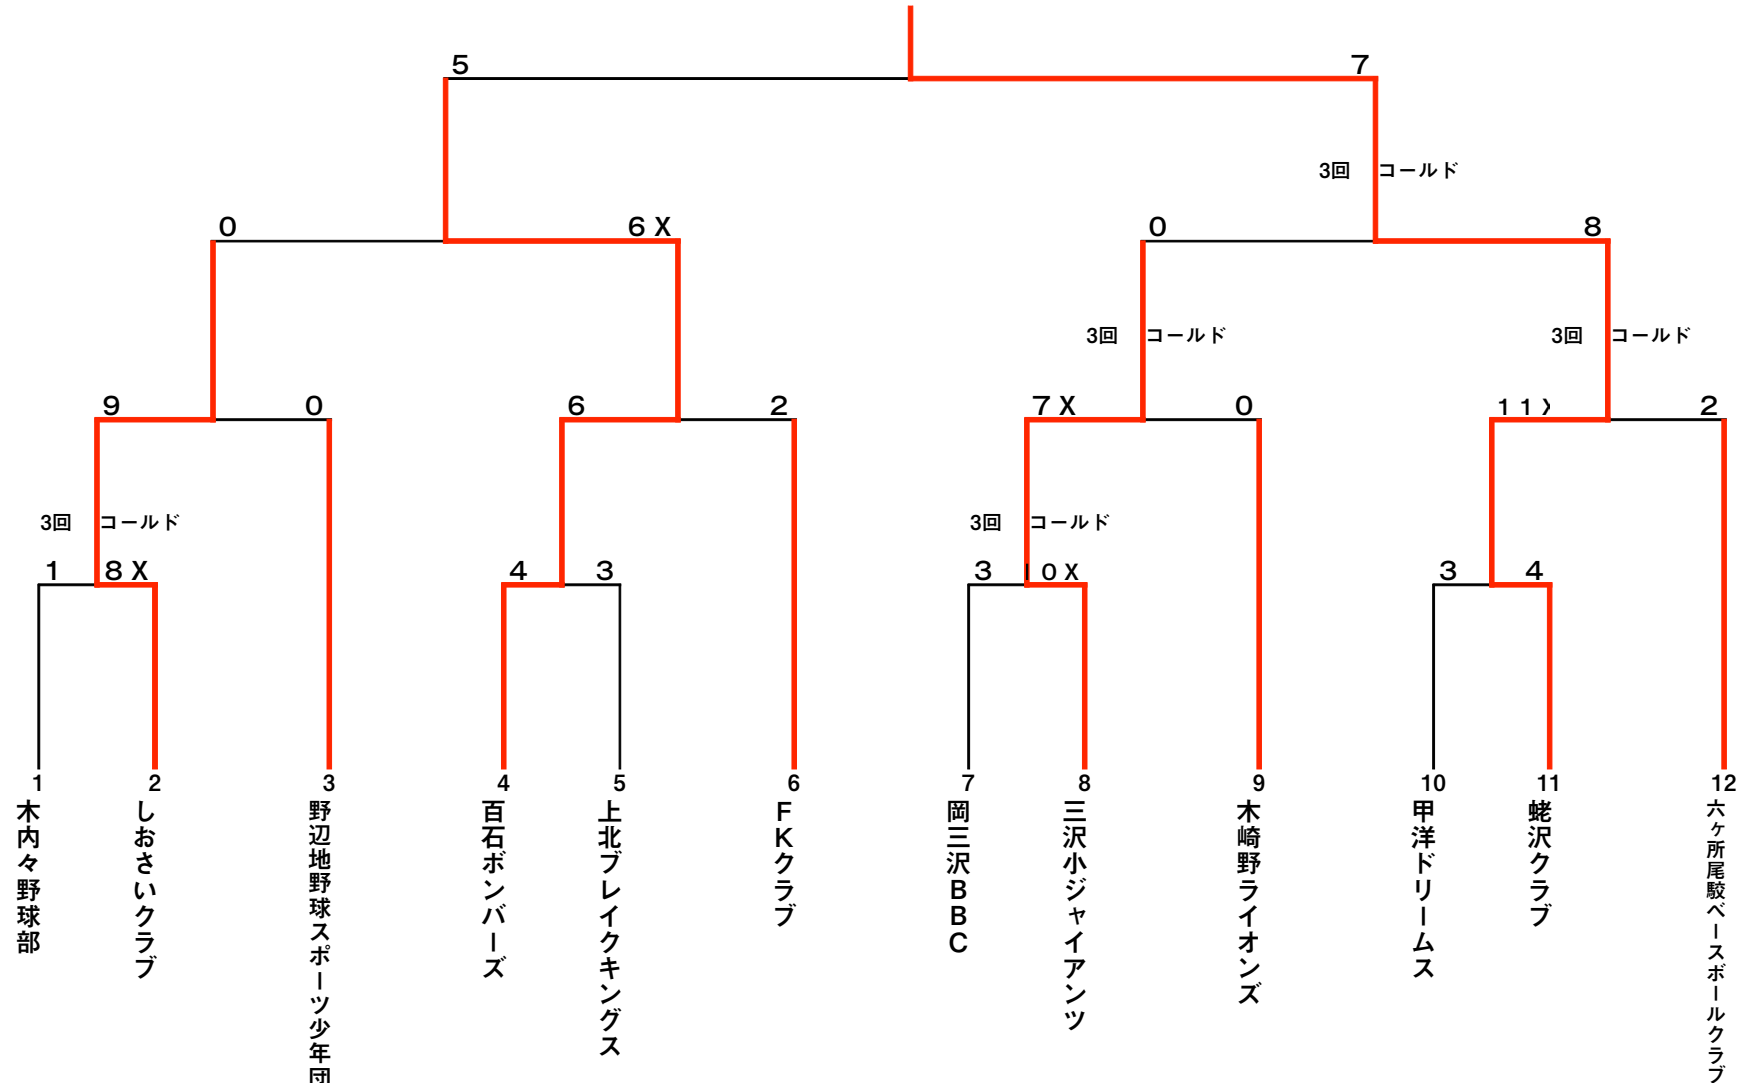 5
7
3回
コールド
0
6 X
0
8
3回
コールド
3回
コールド
9
0
6
2
7 X
0
1 1 X
2
3回
コールド
3回
コールド
1
8 X
4
3
3
1 0 X
3
4
1
2
3
4
5
6
7
8
9
10
11
12
木内々野球部
しおさいクラブ
野辺地野球スポーツ少年団
百石ボンバーズ
上北ブレイクキングス
FKクラブ
岡三沢BBC
三沢小ジャイアンツ
木崎野ライオンズ
甲洋ドリームス
蛯沢クラブ
六ヶ所尾駮ベースボールクラブ